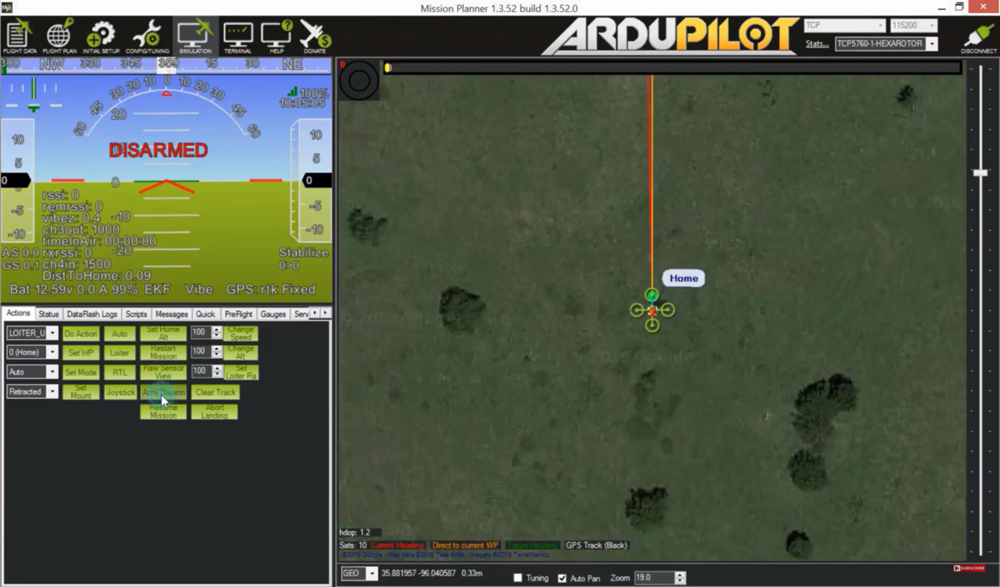 Mission Planner 1.3.52 build 1.3.52.0
FLIGHT DATA
FLIGHT PLAN
INITIAL SETUP
CONFIG/TUNING
SIMULATION
TERMINAL
HELP
DONATE
ARDUPILOT
TCP
115200
Stats...
TCP5760-1-HEXAROTOR
DISCONNECT
300 NW 330 345 359 15 30 NE
60 45 30 20 10 0 10 20 30 45 60
100%
10:05:05
20
10 10
DISARMED
5 5
0 0 0
rssi: 0
remrssi: 0
-5 -5
vibez: 0.4 -10
ch3out: 1000
-10 -10
timeInAir: 00:00:00
AS 0.0 rxrssi: 0 -20 Stabilize
GS 0.1 ch4in: 1500 0>0
DistToHome: 0.09
Bat 12.59v 0.0 A 99% EKF Vibe GPS: rtk Fixed
Actions Status DataFlash Logs Scripts Messages Quick PreFlight Gauges Serv
LOITER_U Do Action Auto Set Home Alt 100 Change Speed
0 (Home) Set WP Loiter Restart Mission 100 Change Alt
Auto Set Mode RTL Raw Sensor View 100 Set Loiter Ra
Retracted Set Mount Joystick Arm/ Disarm Clear Track
Resume Mission Abort Landing
0
0
Home
hdop: 1.2
Sats: 10 Current Heading Direct to current WP Target Heading GPS Track (Black)
GEO 35.881957 -96.040587 0.33m Tuning Auto Pan Zoom 19.0
SUBSCRIBE